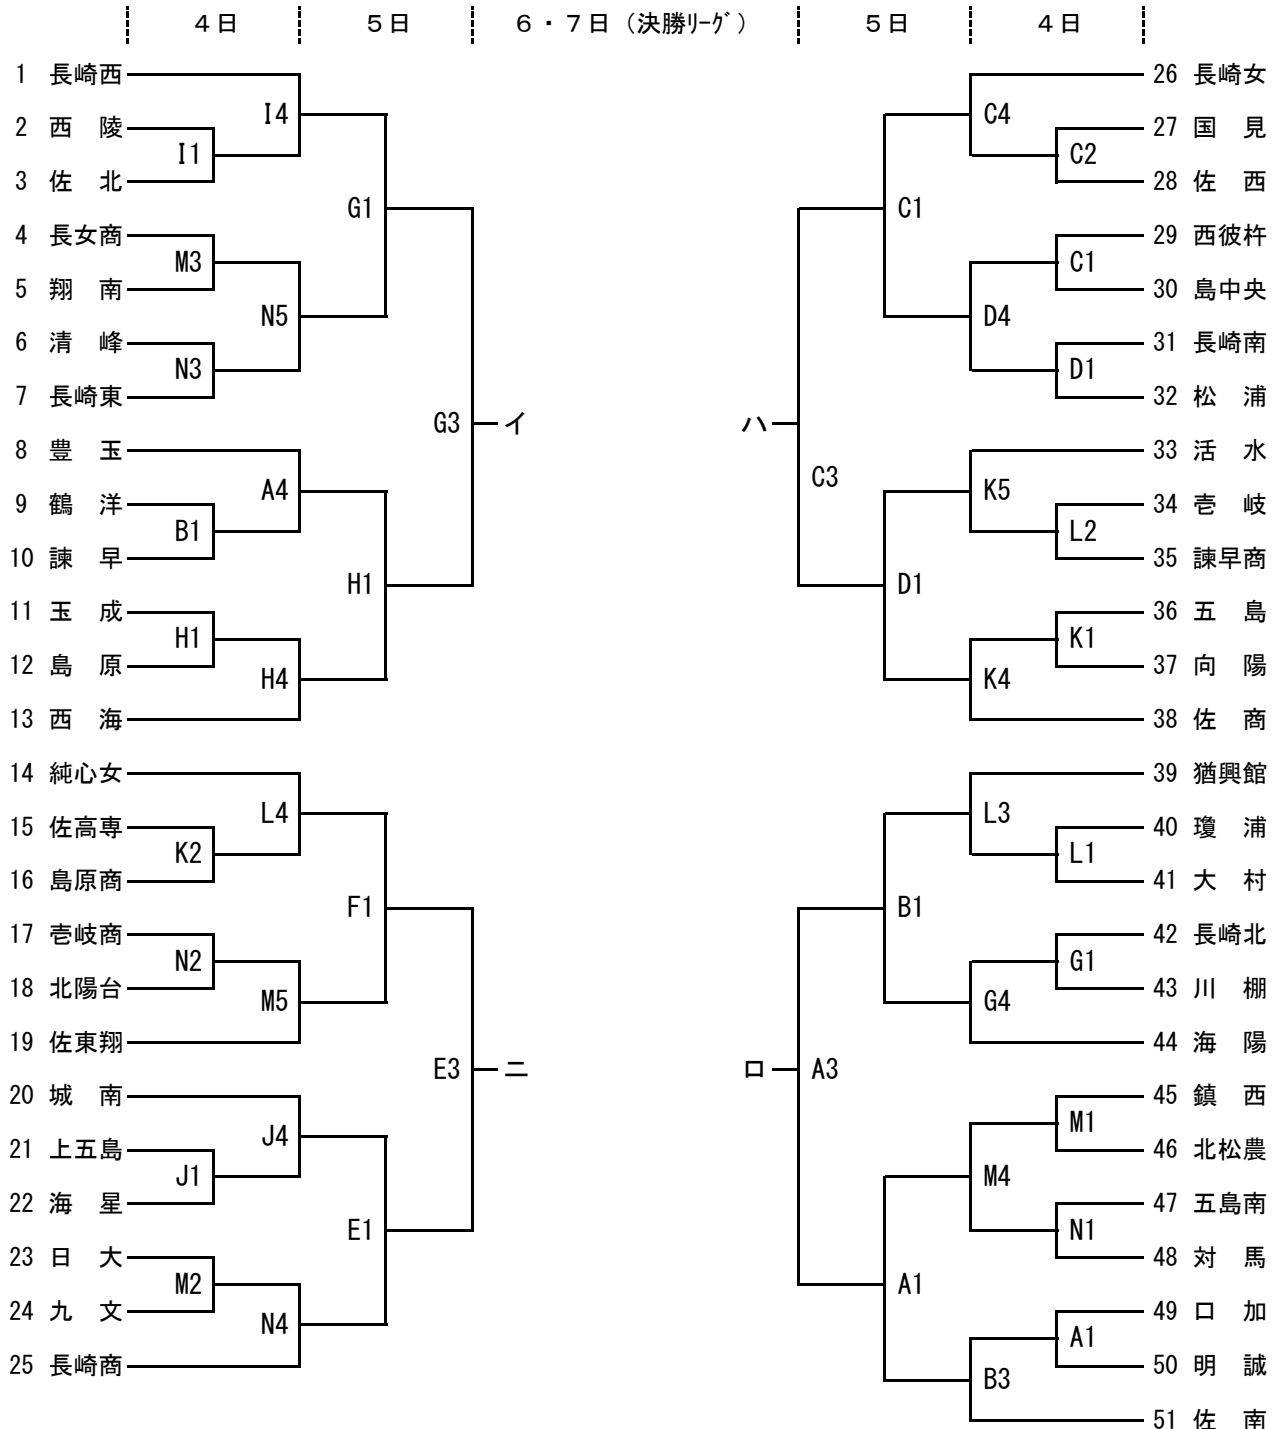 ４日 ５日 ６・７日（決勝ﾘｰｸﾞ） ５日 ４日
1 長崎西
2 西　陵
3 佐　北
4 長女商
5 翔　南
6 清　峰
7 長崎東
8 豊　玉
9 鶴　洋
10 諫　早
11 玉　成
12 島　原
13 西　海
14 純心女
15 佐高専
16 島原商
17 壱岐商
18 北陽台
19 佐東翔
20 城　南
21 上五島
22 海　星
23 日　大
24 九　文
25 長崎商
I4
I1
G1
M3
N5
N3
G3 イ
A4
B1
H1
H1
H4
L4
K2
F1
N2
M5
E3 ニ
J4
J1
E1
M2
N4
C4
C2
C1
C1
D4
D1
ハ C3
K5
L2
D1
K1
K4
L3
L1
B1
G1
G4
ロ A3
M1
M4
N1
A1
A1
B3
26 長崎女
27 国　見
28 佐　西
29 西彼杵
30 島中央
31 長崎南
32 松　浦
33 活　水
34 壱　岐
35 諫早商
36 五　島
37 向　陽
38 佐　商
39 猶興館
40 瓊　浦
41 大　村
42 長崎北
43 川　棚
44 海　陽
45 鎮　西
46 北松農
47 五島南
48 対　馬
49 口　加
50 明　誠
51 佐　南